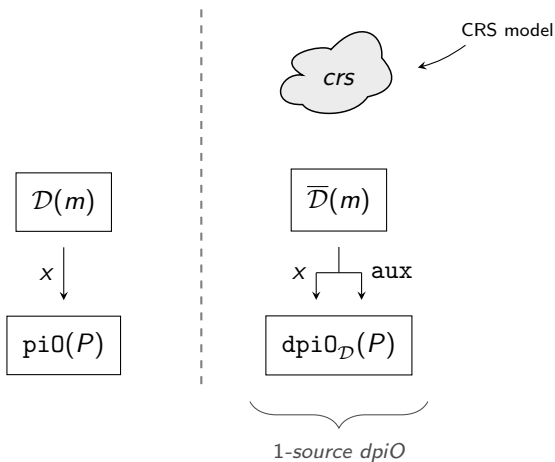 CRS model
crs
𝒟(m)
𝒟̅(m)
x
x
aux
piO(P)
dpiO_𝒟(P)
1-source dpiO